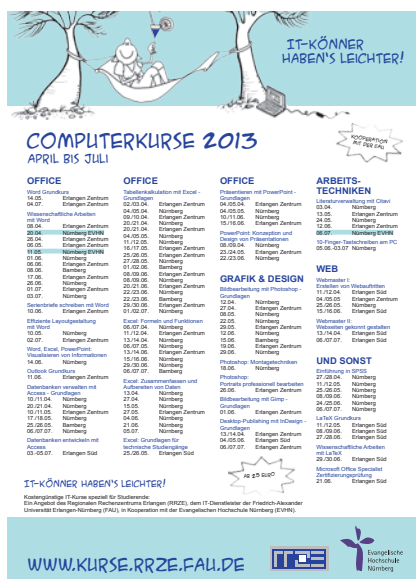 IT-KÖNNER
HABEN'S LEICHTER!
KOOPERATION
MIT DER FAU
COMPUTERKURSE 2013
APRIL BIS JULI
OFFICE
Word Grundkurs
14.05. Erlangen Zentrum
04.07. Erlangen Zentrum
Wissenschaftliche Arbeiten
mit Word
08.04. Erlangen Zentrum
20.04. Nürnberg EVHN
26.04. Erlangen Zentrum
06.05. Erlangen Zentrum
11.05. Nürnberg EVHN
01.06. Nürnberg
06.06. Erlangen Zentrum
08.06. Bamberg
17.06. Erlangen Zentrum
26.06. Nürnberg
01.07. Erlangen Zentrum
03.07. Nürnberg
Serienbriefe schreiben mit Word
10.06. Erlangen Zentrum
Effiziente Layoutgestaltung
mit Word
10.05. Nürnberg
02.07. Erlangen Zentrum
Word, Excel, PowerPoint:
Visualisieren von Informationen
14.06. Nürnberg
Outlook Grundkurs
11.06. Erlangen Zentrum
Datenbanken verwalten mit
Access - Grundlagen
10./11.04. Nürnberg
20./21.04. Nürnberg
10./11.05. Erlangen Zentrum
17./18.05. Nürnberg
25./26.05. Bamberg
06./07.07. Nürnberg
Datenbanken entwickeln mit
Access
03.-05.07. Erlangen Süd
OFFICE
Tabellenkalkulation mit Excel -
Grundlagen
02./03.04. Erlangen Zentrum
04./05.04. Nürnberg
09./10.04. Erlangen Zentrum
20./21.04. Nürnberg
20./21.04. Erlangen Zentrum
04./05.05. Erlangen Zentrum
11./12.05. Nürnberg
16./17.05. Erlangen Zentrum
25./26.05. Erlangen Zentrum
27./28.05. Nürnberg
01./02.06. Bamberg
08./09.06. Erlangen Zentrum
08./09.06. Nürnberg
20./21.06. Erlangen Zentrum
22./23.06. Nürnberg
22./23.06. Bamberg
29./30.06. Erlangen Zentrum
01./02.07. Nürnberg
Excel: Formeln und Funktionen
06./07.04. Nürnberg
11./12.04. Erlangen Zentrum
13./14.04. Nürnberg
06./07.05. Nürnberg
13./14.06. Erlangen Zentrum
15./16.06. Nürnberg
29./30.06. Nürnberg
06./07.07. Bamberg
Excel: Zusammenfassen und
Aufbereiten von Daten
13.04. Nürnberg
27.04. Nürnberg
15.05. Nürnberg
27.05. Erlangen Zentrum
04.06. Nürnberg
21.06. Nürnberg
05.07. Nürnberg
Excel: Grundlagen für
technische Studiengänge
25./26.05. Erlangen Süd
OFFICE
Präsentieren mit PowerPoint -
Grundlagen
04./05.04. Erlangen Zentrum
04./05.05. Nürnberg
10./11.06. Nürnberg
15./16.06. Erlangen Zentrum
PowerPoint: Konzeption und
Design von Präsentationen
08./09.04. Nürnberg
23./24.05. Erlangen Zentrum
22./23.06. Nürnberg
GRAFIK & DESIGN
Bildbearbeitung mit Photoshop -
Grundlagen
12.04. Nürnberg
27.04. Erlangen Zentrum
08.05. Nürnberg
22.05. Nürnberg
29.05. Erlangen Zentrum
12.06. Nürnberg
15.06. Bamberg
19.06. Erlangen Zentrum
29.06. Nürnberg
Photoshop: Montagetechniken
18.06. Nürnberg
Photoshop:
Portraits professionell bearbeiten
26.06. Erlangen Zentrum
Bildbearbeitung mit Gimp -
Grundlagen
01.06. Erlangen Zentrum
Desktop-Publishing mit InDesign -
Grundlagen
13./14.04. Erlangen Zentrum
04./05.06. Erlangen Süd
06./07.07. Erlangen Zentrum
ARBEITS-
TECHNIKEN
Literaturverwaltung mit Citavi
03.04. Nürnberg
13.05. Erlangen Zentrum
24.05. Nürnberg
12.06. Erlangen Zentrum
06.07. Nürnberg EVHN
10-Finger-Tastschreiben am PC
05.06.-03.07 Nürnberg
WEB
Webmaster I:
Erstellen von Webauftritten
11./12.04. Erlangen Süd
04./05.05 Erlangen Zentrum
25./26.05. Nürnberg
15./16.06. Erlangen Süd
Webmaster II:
Webseiten gekonnt gestalten
13./14.04. Erlangen Süd
06./07.07. Erlangen Süd
UND SONST
Einführung in SPSS
27./28.04. Nürnberg
11./12.05. Erlangen Süd
25./26.05. Nürnberg
08./09.06. Erlangen Süd
24./25.06. Nürnberg
06./07.07. Nürnberg
LaTeX Grundkurs
11./12.05. Erlangen Süd
08./09.06. Erlangen Süd
27./28.06. Erlangen Süd
Wissenschaftliche Arbeiten
mit LaTeX
29./30.06. Erlangen Süd
Microsoft Office Specialist
Zertifizierungsprüfung
21.06. Erlangen Süd
AB 25 EURO
IT-KÖNNER HABEN'S LEICHTER!
Kostengünstige IT-Kurse speziell für Studierende:
Ein Angebot des Regionalen Rechenzentrums Erlangen (RRZE), dem IT-Dienstleister der Friedrich-Alexander
Universität Erlangen-Nürnberg (FAU), in Kooperation mit der Evangelischen Hochschule Nürnberg (EVHN).
WWW.KURSE.RRZE.FAU.DE
Evangelische
Hochschule
Nürnberg